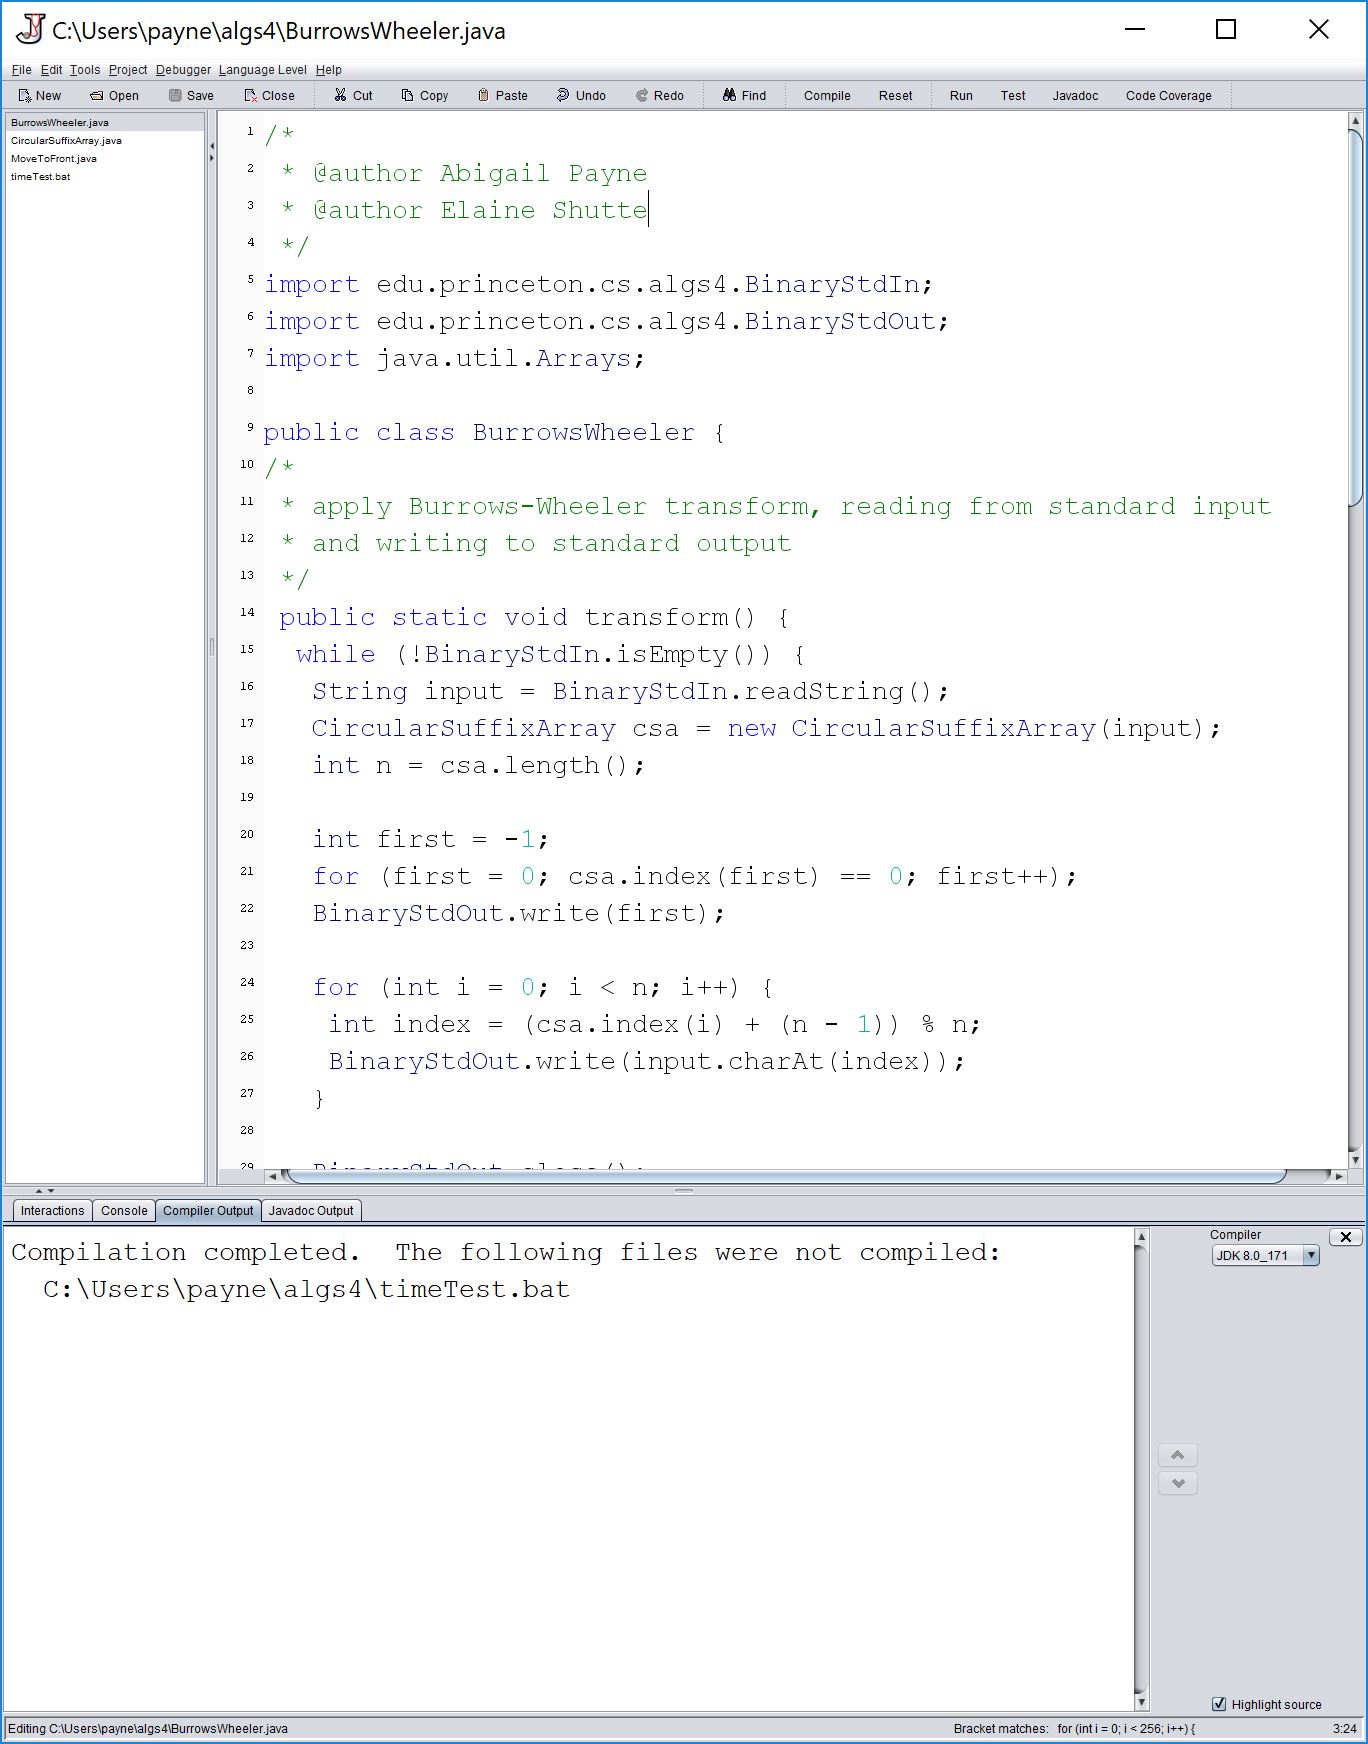 C:\Users\payne\algs4\BurrowsWheeler.java
File Edit Tools Project Debugger Language Level Help
New Open Save Close Cut Copy Paste Undo Redo Find Compile Reset Run Test Javadoc Code Coverage
BurrowsWheeler.java
CircularSuffixArray.java
MoveToFront.java
timeTest.bat
1 /*
2  * @author Abigail Payne
3  * @author Elaine Shutte
4  */
5 import edu.princeton.cs.algs4.BinaryStdIn;
6 import edu.princeton.cs.algs4.BinaryStdOut;
7 import java.util.Arrays;
8
9 public class BurrowsWheeler {
10 /*
11  * apply Burrows-Wheeler transform, reading from standard input
12  * and writing to standard output
13  */
14  public static void transform() {
15   while (!BinaryStdIn.isEmpty()) {
16    String input = BinaryStdIn.readString();
17    CircularSuffixArray csa = new CircularSuffixArray(input);
18    int n = csa.length();
19
20    int first = -1;
21    for (first = 0; csa.index(first) == 0; first++);
22    BinaryStdOut.write(first);
23
24    for (int i = 0; i < n; i++) {
25     int index = (csa.index(i) + (n - 1)) % n;
26     BinaryStdOut.write(input.charAt(index));
27    }
28
29    BinaryStdOut.close();
Interactions Console Compiler Output Javadoc Output
Compilation completed.  The following files were not compiled:
  C:\Users\payne\algs4\timeTest.bat
Compiler
JDK 8.0_171
Highlight source
Editing C:\Users\payne\algs4\BurrowsWheeler.java
Bracket matches: for (int i = 0; i < 256; i++) {
3:24